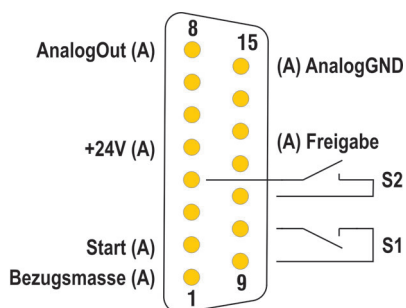 8
15
AnalogOut (A)
(A) AnalogGND
+24V (A)
(A) Freigabe
S2
Start (A)
S1
Bezugsmasse (A)
1
9